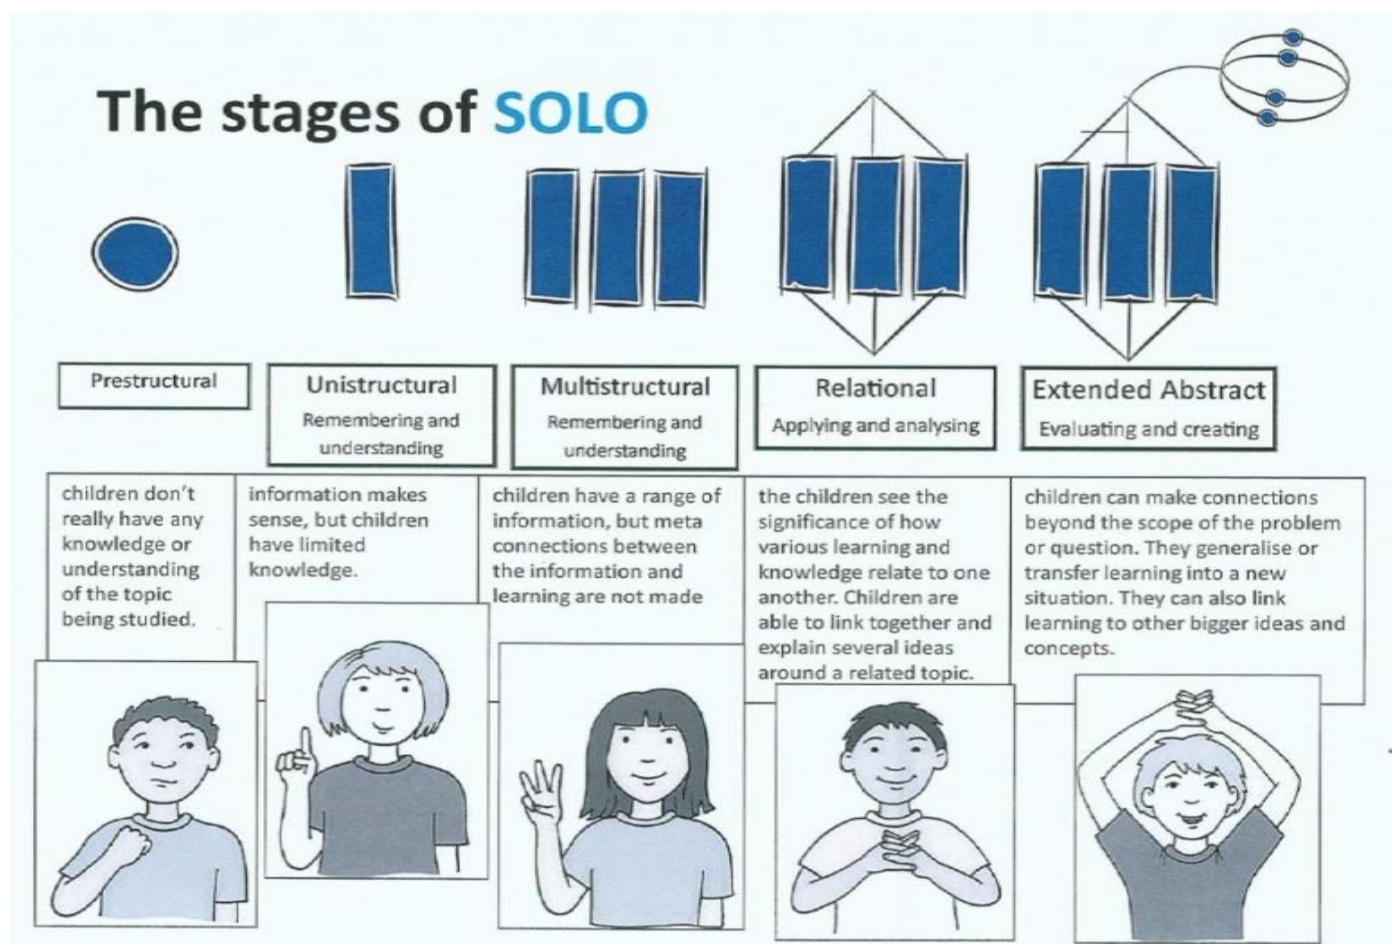 The stages of SOLO
Prestructural
Unistructural
Remembering and
understanding
Multistructural
Remembering and
understanding
Relational
Applying and analysing
Extended Abstract
Evaluating and creating
children don't
really have any
knowledge or
understanding
of the topic
being studied.
information makes
sense, but children
have limited
knowledge.
children have a range of
information, but meta
connections between
the information and
learning are not made
the children see the
significance of how
various learning and
knowledge relate to one
another. Children are
able to link together and
explain several ideas
around a related topic.
children can make connections
beyond the scope of the problem
or question. They generalise or
transfer learning into a new
situation. They can also link
learning to other bigger ideas and
concepts.